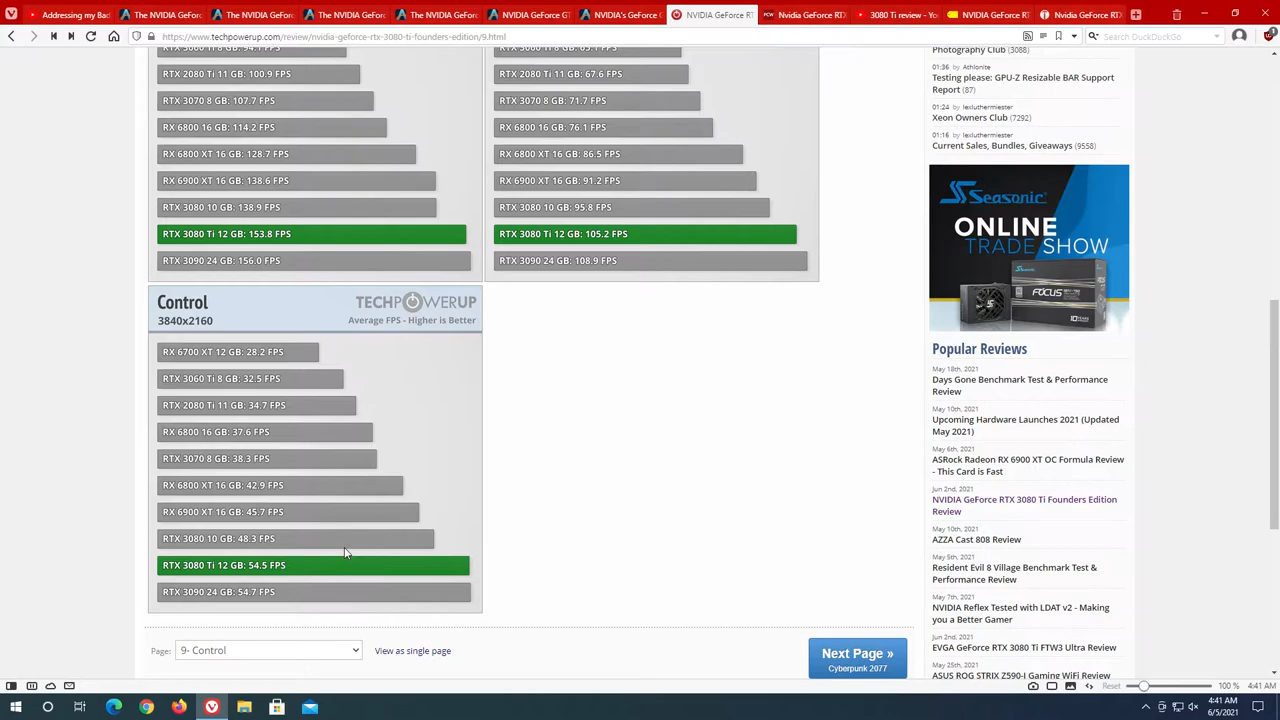 Addressing my Bad
The NVIDIA GeFor
The NVIDIA GeForc
The NVIDIA GeForc
The NVIDIA GeFor
NVIDIA GeForce GT
NVIDIA's GeForce G
NVIDIA GeForce RT
Nvidia GeForce RTX
3080 Ti review - Yo
NVIDIA GeForce RT
Nvidia GeForce RTX
https://www.techpowerup.com/review/nvidia-geforce-rtx-3080-ti-founders-edition/9.html
Search DuckDuckGo
RTX 2080 Ti 11 GB: 100.9 FPS
RTX 3070 8 GB: 107.7 FPS
RX 6800 16 GB: 114.2 FPS
RX 6800 XT 16 GB: 128.7 FPS
RX 6900 XT 16 GB: 138.6 FPS
RTX 3080 10 GB: 138.9 FPS
RTX 3080 Ti 12 GB: 153.8 FPS
RTX 3090 24 GB: 156.0 FPS
RTX 2080 Ti 11 GB: 67.6 FPS
RTX 3070 8 GB: 71.7 FPS
RX 6800 16 GB: 76.1 FPS
RX 6800 XT 16 GB: 86.5 FPS
RX 6900 XT 16 GB: 91.2 FPS
RTX 3080 10 GB: 95.8 FPS
RTX 3080 Ti 12 GB: 105.2 FPS
RTX 3090 24 GB: 108.9 FPS
Control
3840x2160
TECHPOWERUP
Average FPS - Higher is Better
RX 6700 XT 12 GB: 28.2 FPS
RTX 3060 Ti 8 GB: 32.5 FPS
RTX 2080 Ti 11 GB: 34.7 FPS
RX 6800 16 GB: 37.6 FPS
RTX 3070 8 GB: 38.3 FPS
RX 6800 XT 16 GB: 42.9 FPS
RX 6900 XT 16 GB: 45.7 FPS
RTX 3080 10 GB: 48.3 FPS
RTX 3080 Ti 12 GB: 54.5 FPS
RTX 3090 24 GB: 54.7 FPS
Page: 9- Control
View as single page
Next Page »
Cyberpunk 2077
Photography Club (3088)
01:36 by Athlonite
Testing please: GPU-Z Resizable BAR Support
Report (87)
01:24 by lexluthermiester
Xeon Owners Club (7292)
01:16 by lexluthermiester
Current Sales, Bundles, Giveaways (9558)
Seasonic
ONLINE
TRADE SHOW
Seasonic
FOCUS
10 YEARS
Popular Reviews
May 18th, 2021
Days Gone Benchmark Test & Performance
Review
May 10th, 2021
Upcoming Hardware Launches 2021 (Updated
May 2021)
May 6th, 2021
ASRock Radeon RX 6900 XT OC Formula Review
- This Card is Fast
Jun 2nd, 2021
NVIDIA GeForce RTX 3080 Ti Founders Edition
Review
May 10th, 2021
AZZA Cast 808 Review
May 5th, 2021
Resident Evil 8 Village Benchmark Test &
Performance Review
May 7th, 2021
NVIDIA Reflex Tested with LDAT v2 - Making
you a Better Gamer
Jun 2nd, 2021
EVGA GeForce RTX 3080 Ti FTW3 Ultra Review
May 25th, 2021
ASUS ROG STRIX Z590-I Gaming WiFi Review
Reset
100 %
4:41 AM
4:41 AM
6/5/2021